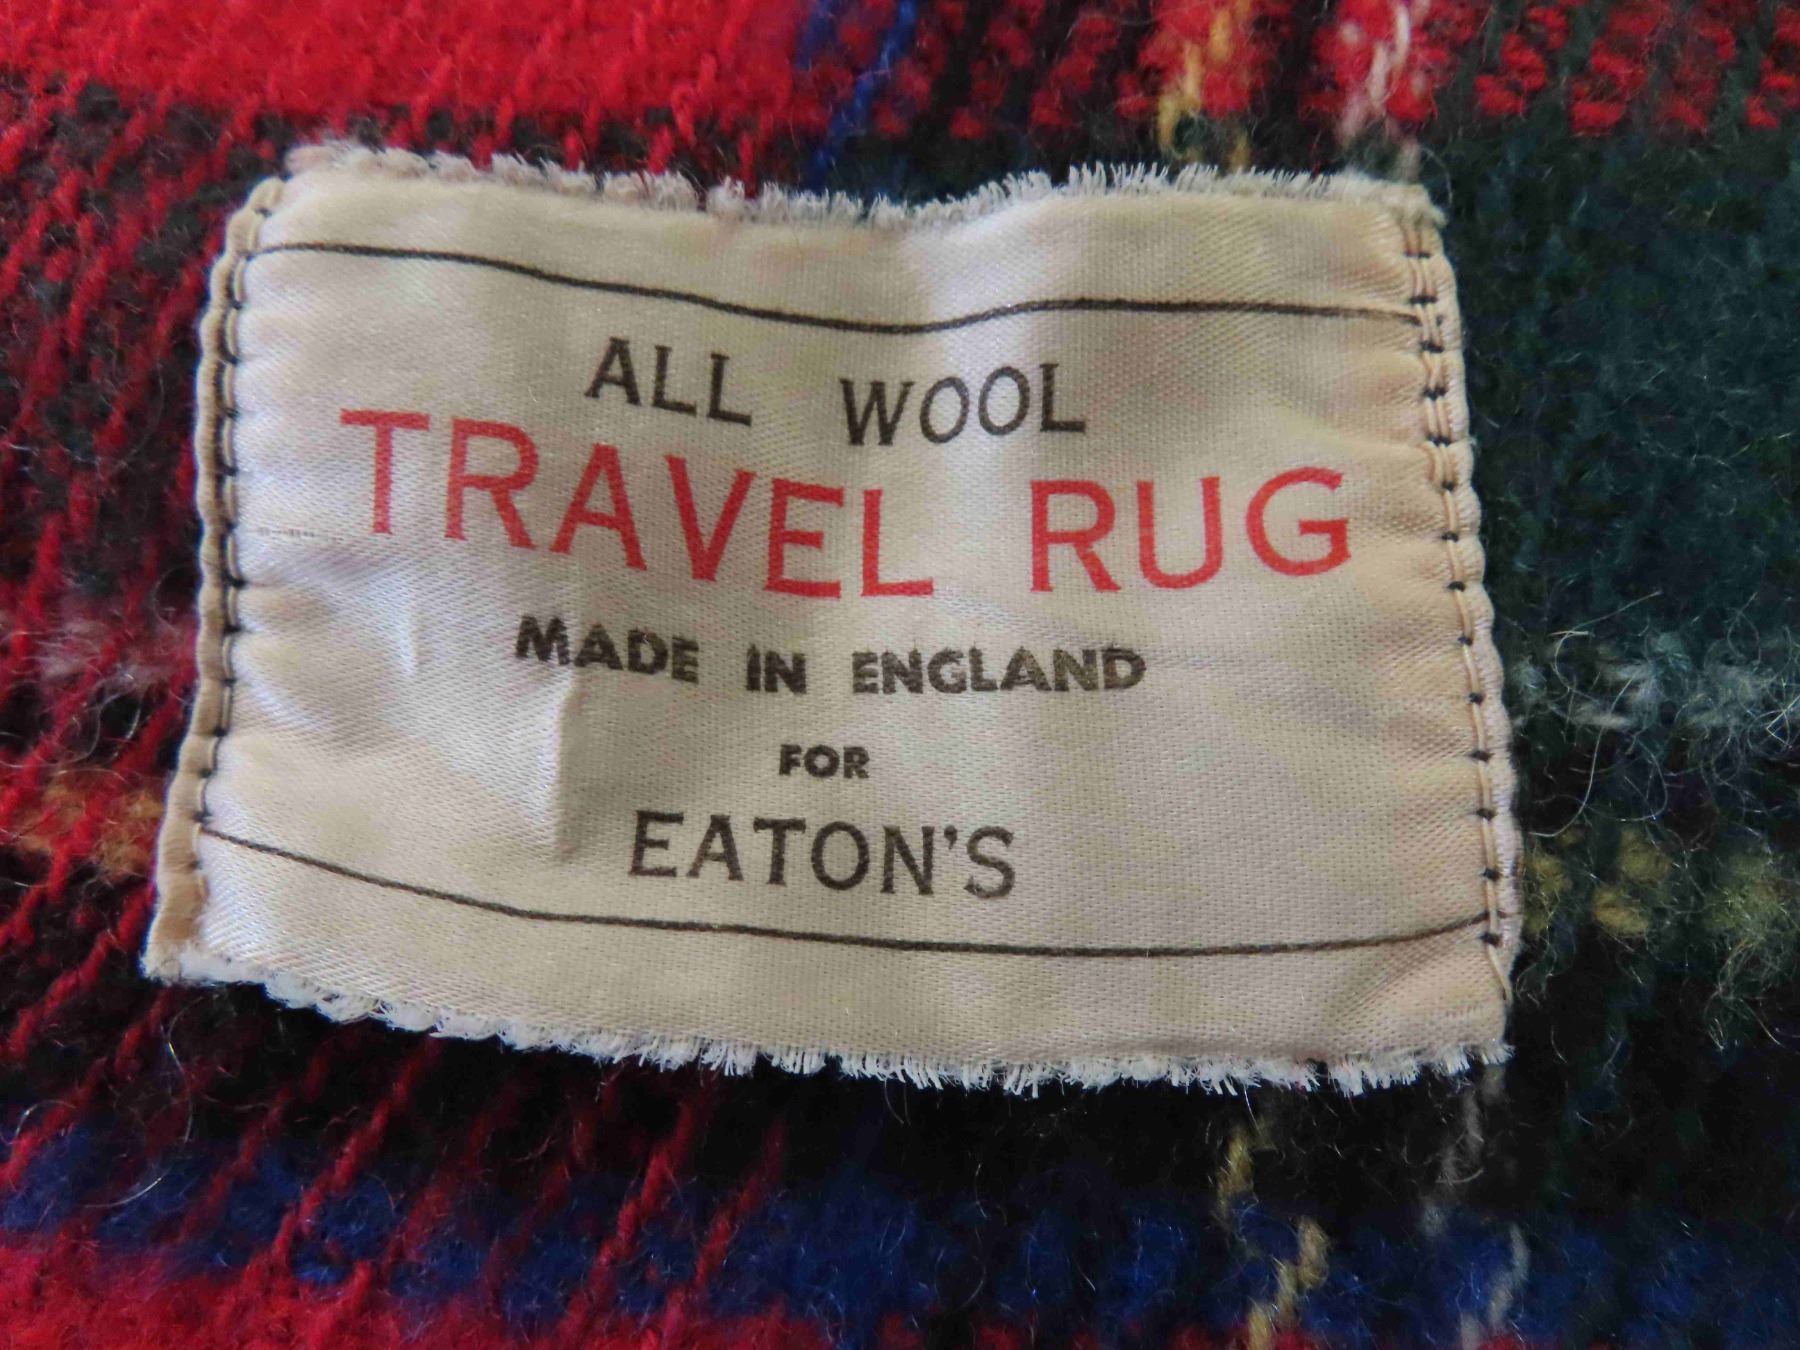 ALL WOOL
TRAVEL RUG
MADE IN ENGLAND
FOR
EATON'S